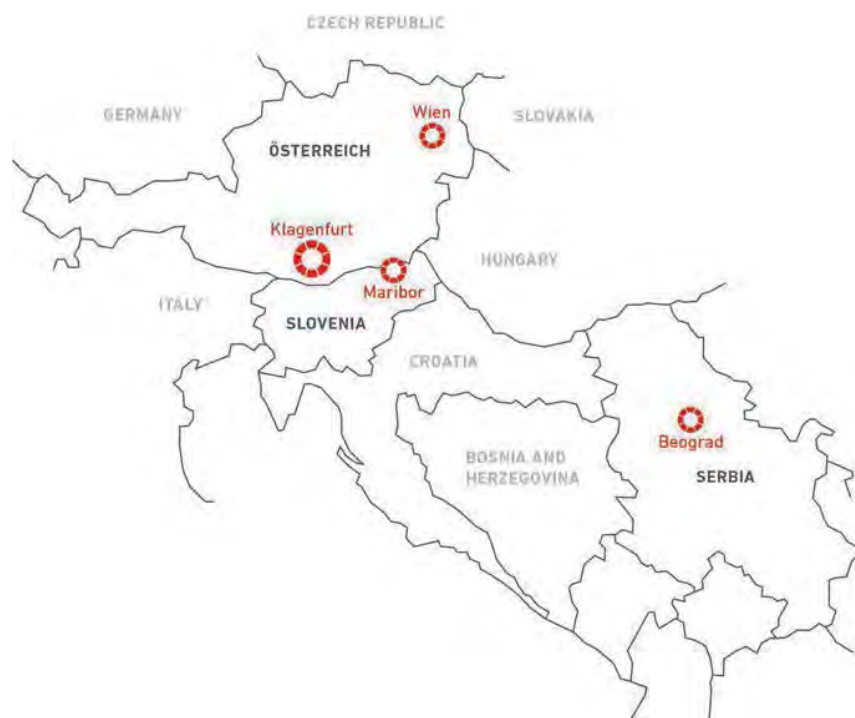 CZECH REPUBLIC
GERMANY
Wien
SLOVAKIA
ÖSTERREICH
Klagenfurt
HUNGARY
Maribor
ITALY
SLOVENIA
CROATIA
Beograd
BOSNIA AND
HERZEGOVINA
SERBIA